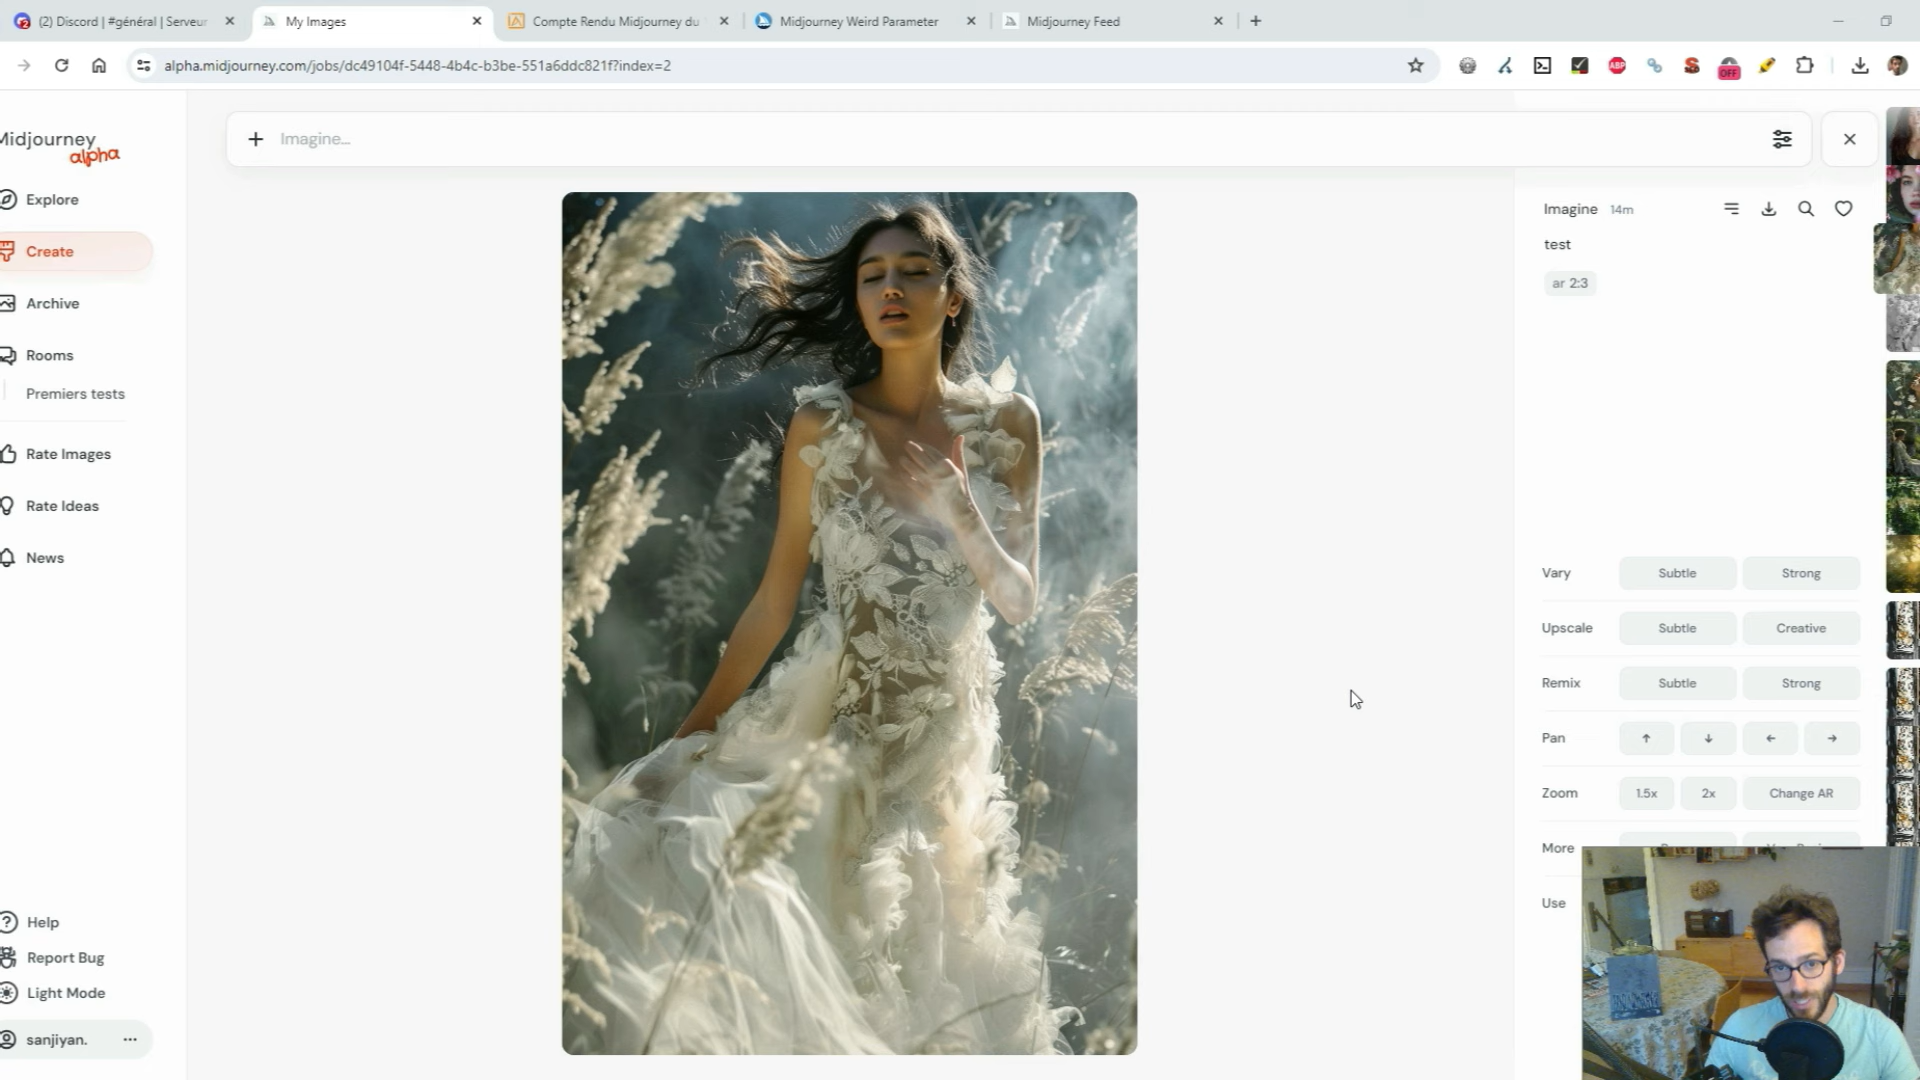 (2) Discord | #général | Serveur
My Images
Compte Rendu Midjourney du
Midjourney Weird Parameter
Midjourney Feed
alpha.midjourney.com/jobs/dc49104f-5448-4b4c-b3be-551a6ddc821f?index=2
ABP
OFF
Midjourney
alpha
Imagine...
Explore
Create
Archive
Rooms
Premiers tests
Rate Images
Rate Ideas
News
Help
Report Bug
Light Mode
sanjiyan.
Imagine 14m
test
ar 2:3
Vary Subtle Strong
Upscale Subtle Creative
Remix Subtle Strong
Pan ↑ ↓ ← →
Zoom 1.5x 2x Change AR
More
Use